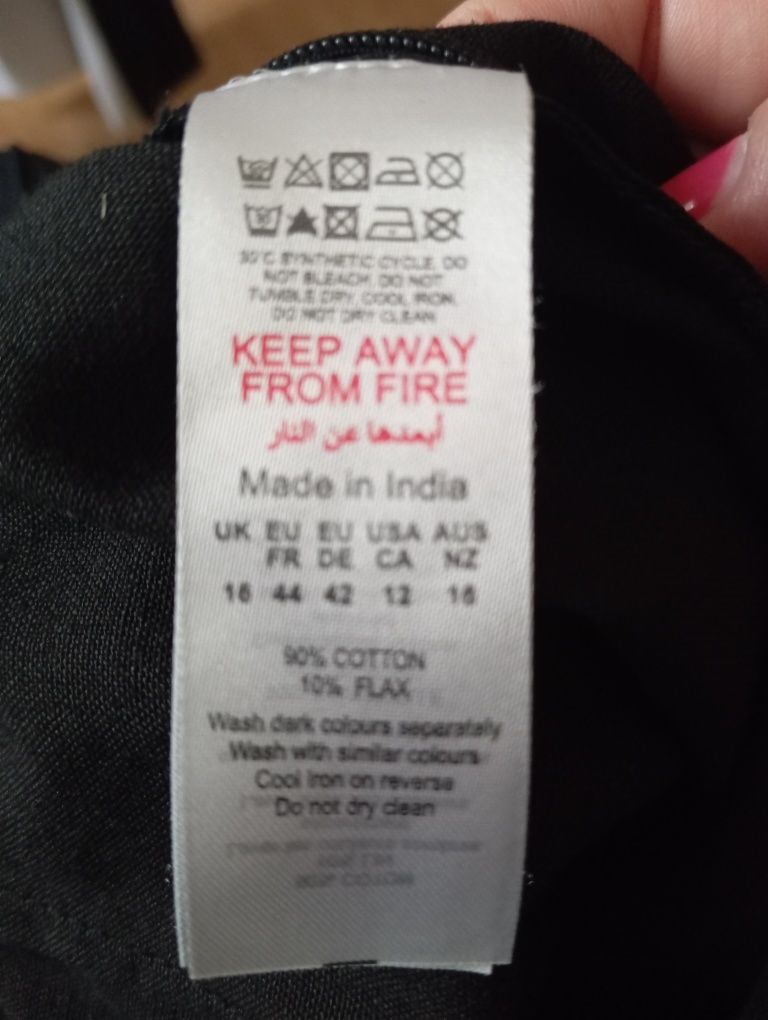 30°C SYNTHETIC CYCLE, DO
NOT BLEACH, DO NOT
TUMBLE DRY, COOL IRON,
DO NOT DRY CLEAN
KEEP AWAY
FROM FIRE
أبعدها عن النار
Made in India
UK EU EU USA AUS
FR DE CA NZ
16 44 42 12 16
90% COTTON
10% FLAX
Wash dark colours separately
Wash with similar colours
Cool iron on reverse
Do not dry clean